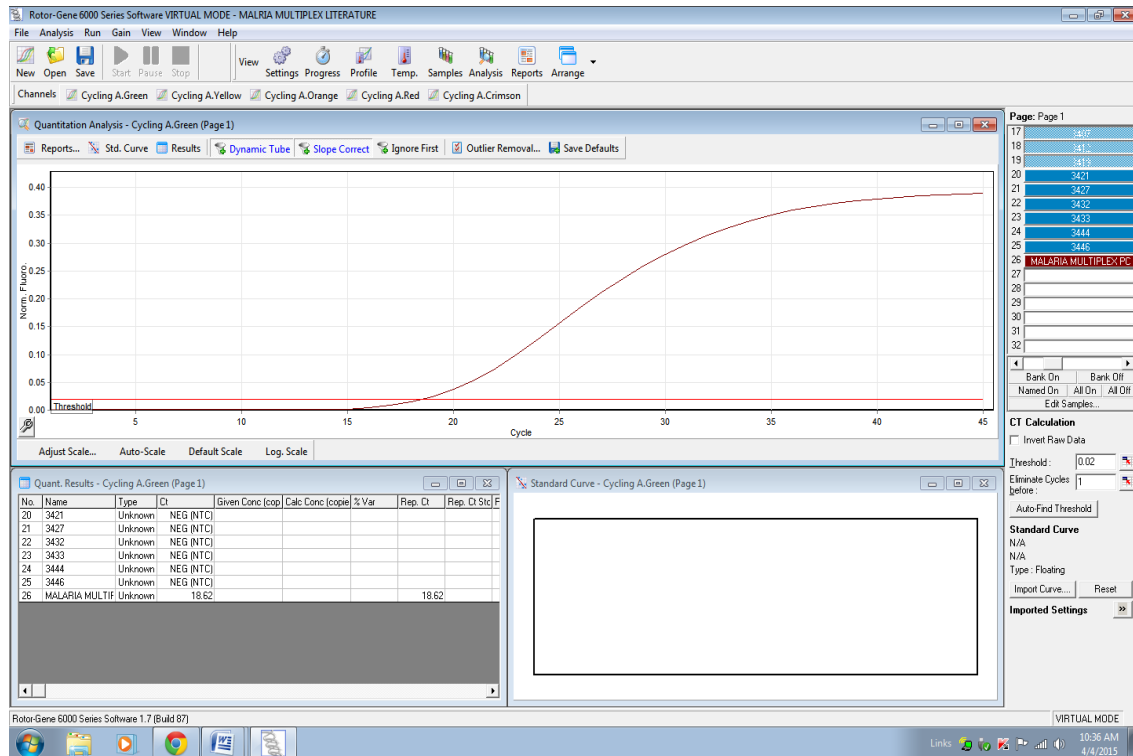 Rotor-Gene 6000 Series Software VIRTUAL MODE - MALRIA MULTIPLEX LITERATURE
File Analysis Run Gain View Window Help
New Open Save Start Pause Stop View Settings Progress Profile Temp. Samples Analysis Reports Arrange
Channels Cycling A.Green Cycling A.Yellow Cycling A.Orange Cycling A.Red Cycling A.Crimson
Quantitation Analysis - Cycling A.Green (Page 1)
Reports... Std. Curve Results Dynamic Tube Slope Correct Ignore First Outlier Removal... Save Defaults
0.40
0.35
0.30
0.25
0.20
0.15
0.10
0.05
0.00
Norm. Fluoro.
Threshold
5 10 15 20 25 30 35 40 45
Cycle
Adjust Scale... Auto-Scale Default Scale Log. Scale
Quant. Results - Cycling A.Green (Page 1)
No. Name Type Ct Given Conc (cop Calc Conc (copie % Var Rep. Ct Rep. Ct Stc F
20 3421 Unknown NEG (NTC)
21 3427 Unknown NEG (NTC)
22 3432 Unknown NEG (NTC)
23 3433 Unknown NEG (NTC)
24 3444 Unknown NEG (NTC)
25 3446 Unknown NEG (NTC)
26 MALARIA MULTIF Unknown 18.62 18.62
Standard Curve - Cycling A.Green (Page 1)
Page: Page 1
17 3407
18 3412
19 3419
20 3421
21 3427
22 3432
23 3433
24 3444
25 3446
26 MALARIA MULTIPLEX PC
27
28
29
30
31
32
Bank On Bank Off
Named On All On All Off
Edit Samples...
CT Calculation
Invert Raw Data
Threshold : 0.02
Eliminate Cycles before : 1
Auto-Find Threshold
Standard Curve
N/A
N/A
Type : Floating
Import Curve.... Reset
Imported Settings
Rotor-Gene 6000 Series Software 1.7 (Build 87)
VIRTUAL MODE
Links
10:36 AM
4/4/2015